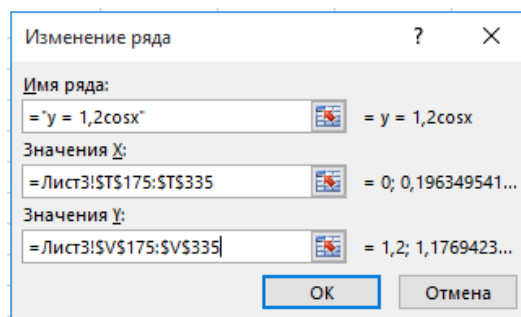 Изменение ряда ? ×
Имя ряда:
="y = 1,2cosx" = y = 1,2cosx
Значения X:
=Лист3!$T$175:$T$335 = 0; 0,196349541...
Значения Y:
=Лист3!$V$175:$V$335 = 1,2; 1,1769423...
ОК Отмена